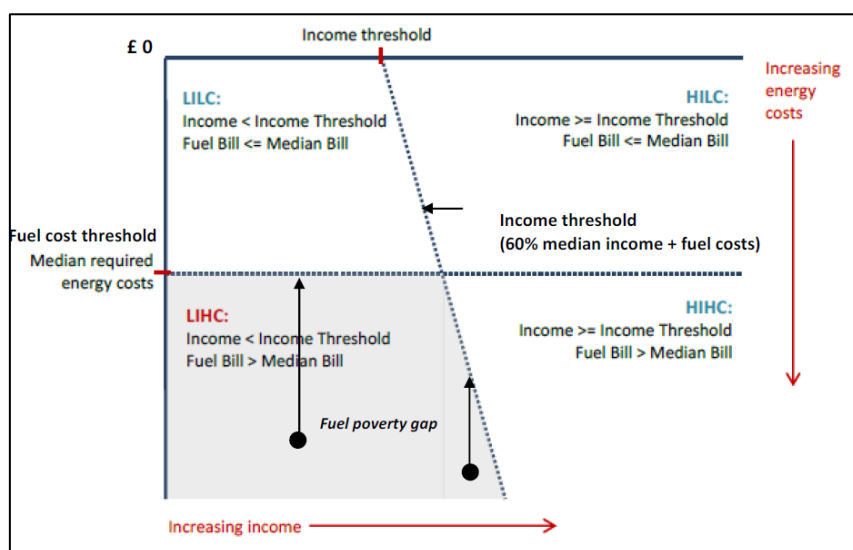 Income threshold
£ 0
Increasing
energy
costs
LILC:
Income < Income Threshold
Fuel Bill <= Median Bill
HILC:
Income >= Income Threshold
Fuel Bill <= Median Bill
Income threshold
(60% median income + fuel costs)
Fuel cost threshold
Median required
energy costs
LIHC:
Income < Income Threshold
Fuel Bill > Median Bill
HIHC:
Income >= Income Threshold
Fuel Bill > Median Bill
Fuel poverty gap
Increasing income